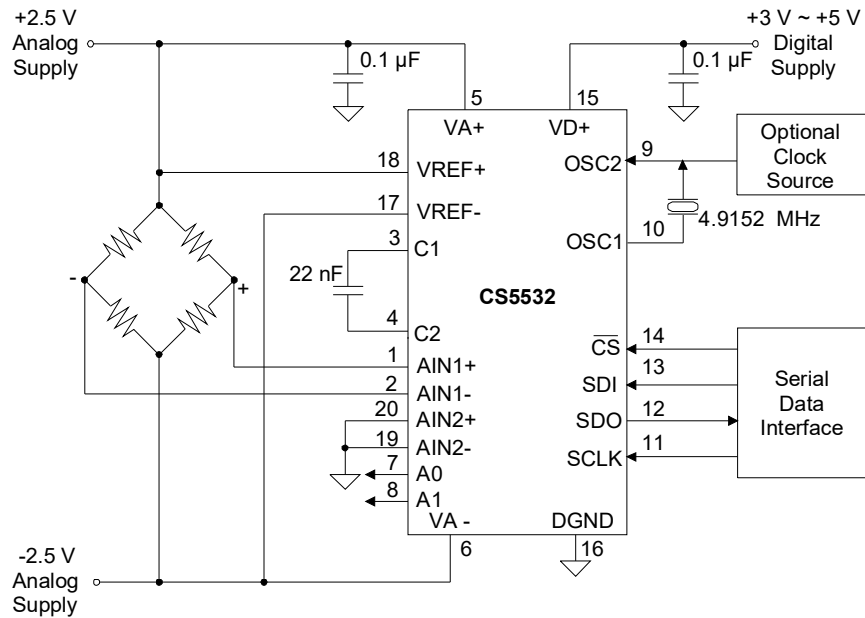 +2.5 V
Analog
Supply
0.1 µF
0.1 µF
+3 V ~ +5 V
Digital
Supply
5
15
VA+
VD+
Optional
Clock
Source
18
VREF+
OSC2
9
17
VREF-
4.9152 MHz
3
C1
OSC1
10
-
+
22 nF
CS5532
4
C2
1
AIN1+
CS
14
2
AIN1-
SDI
13
20
AIN2+
SDO
12
19
AIN2-
SCLK
11
7
A0
8
A1
Serial
Data
Interface
VA -
DGND
6
16
-2.5 V
Analog
Supply